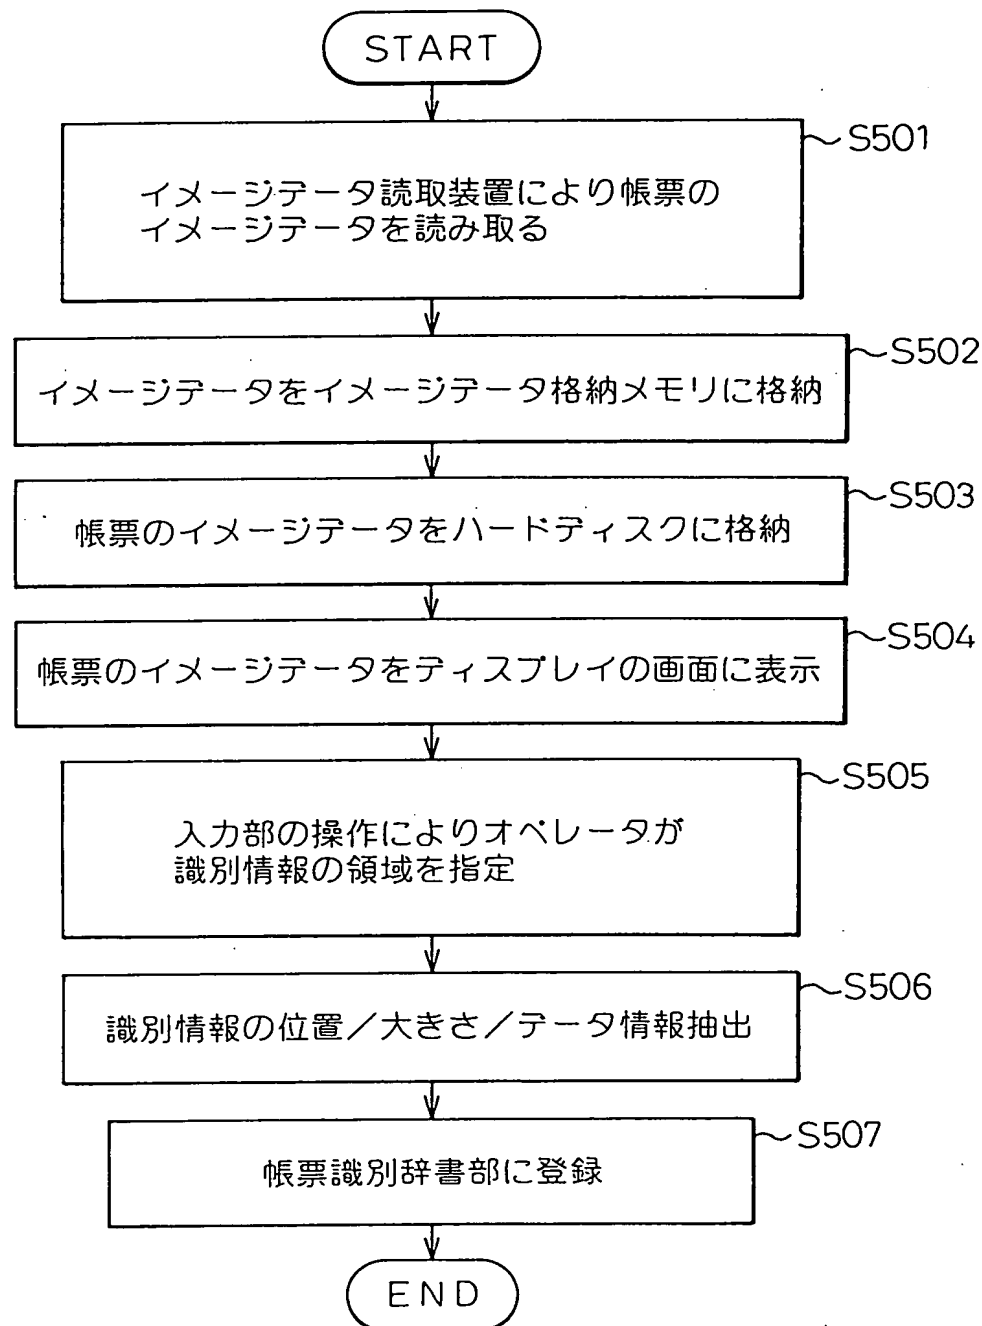 START
S501
イメージデータ読取装置により帳票の
イメージデータを読み取る
S502
イメージデータをイメージデータ格納メモリに格納
S503
帳票のイメージデータをハードディスクに格納
S504
帳票のイメージデータをディスプレイの画面に表示
S505
入力部の操作によりオペレータが
識別情報の領域を指定
S506
識別情報の位置/大きさ/データ情報抽出
S507
帳票識別辞書部に登録
END